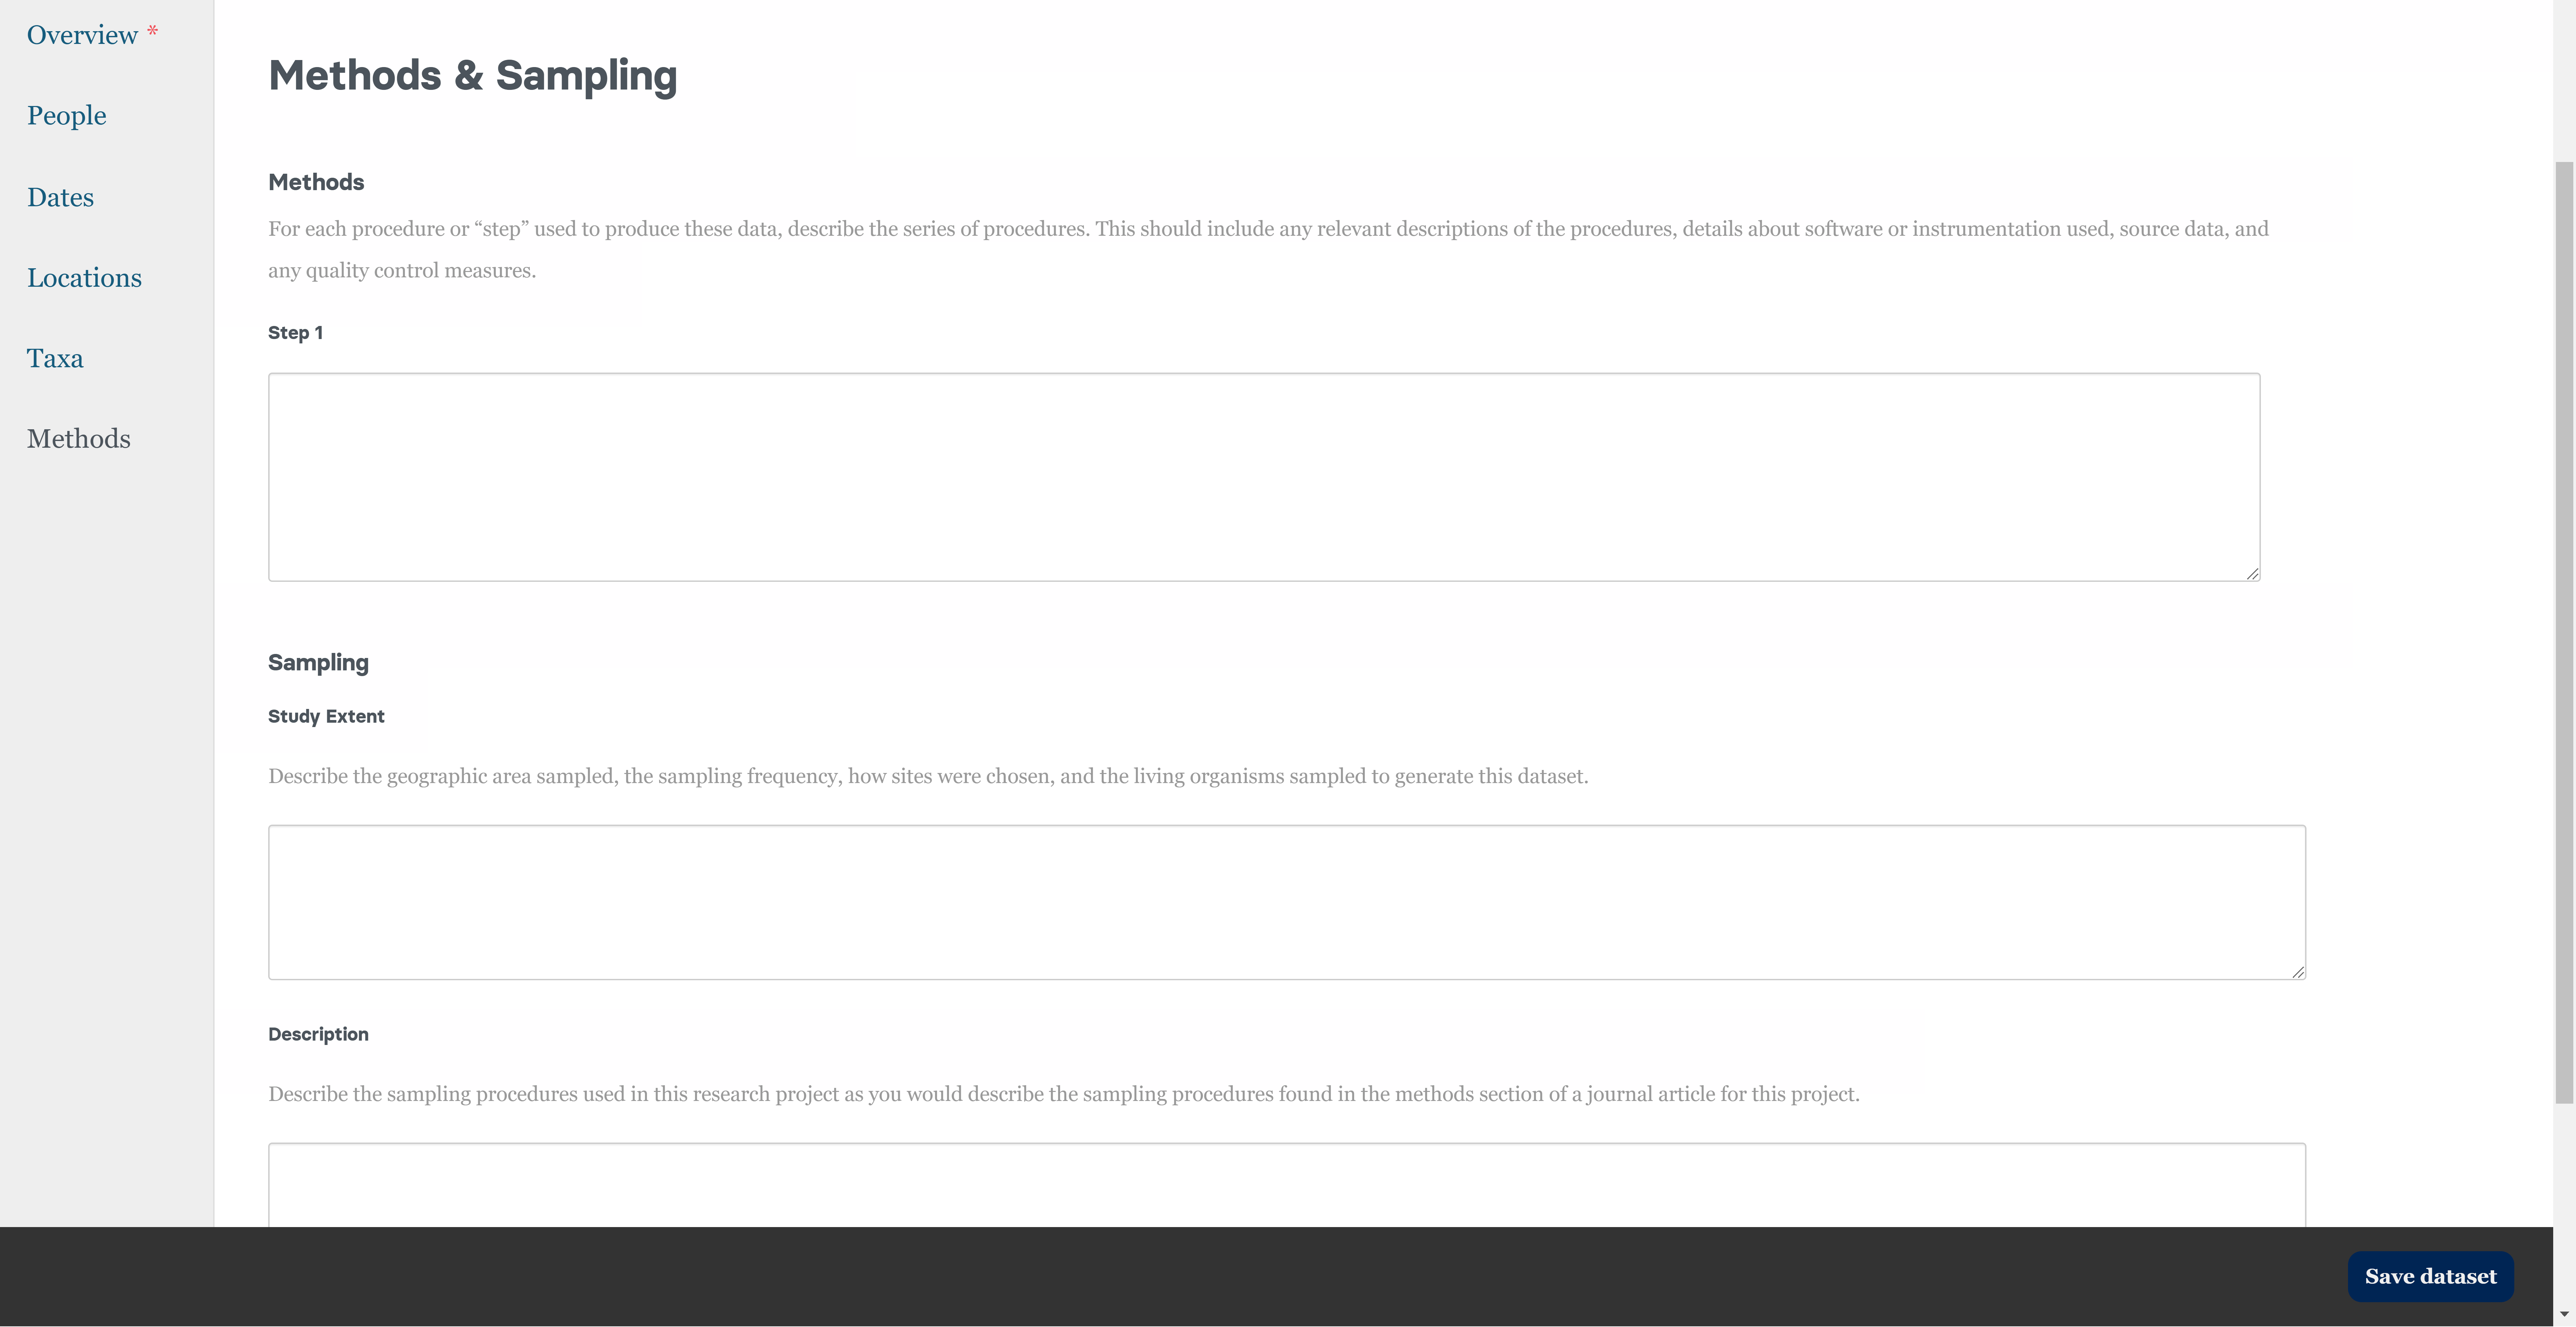 Overview *
People
Dates
Locations
Taxa
Methods
Methods & Sampling
Methods
For each procedure or “step” used to produce these data, describe the series of procedures. This should include any relevant descriptions of the procedures, details about software or instrumentation used, source data, and
any quality control measures.
Step 1
Sampling
Study Extent
Describe the geographic area sampled, the sampling frequency, how sites were chosen, and the living organisms sampled to generate this dataset.
Description
Describe the sampling procedures used in this research project as you would describe the sampling procedures found in the methods section of a journal article for this project.
Save dataset